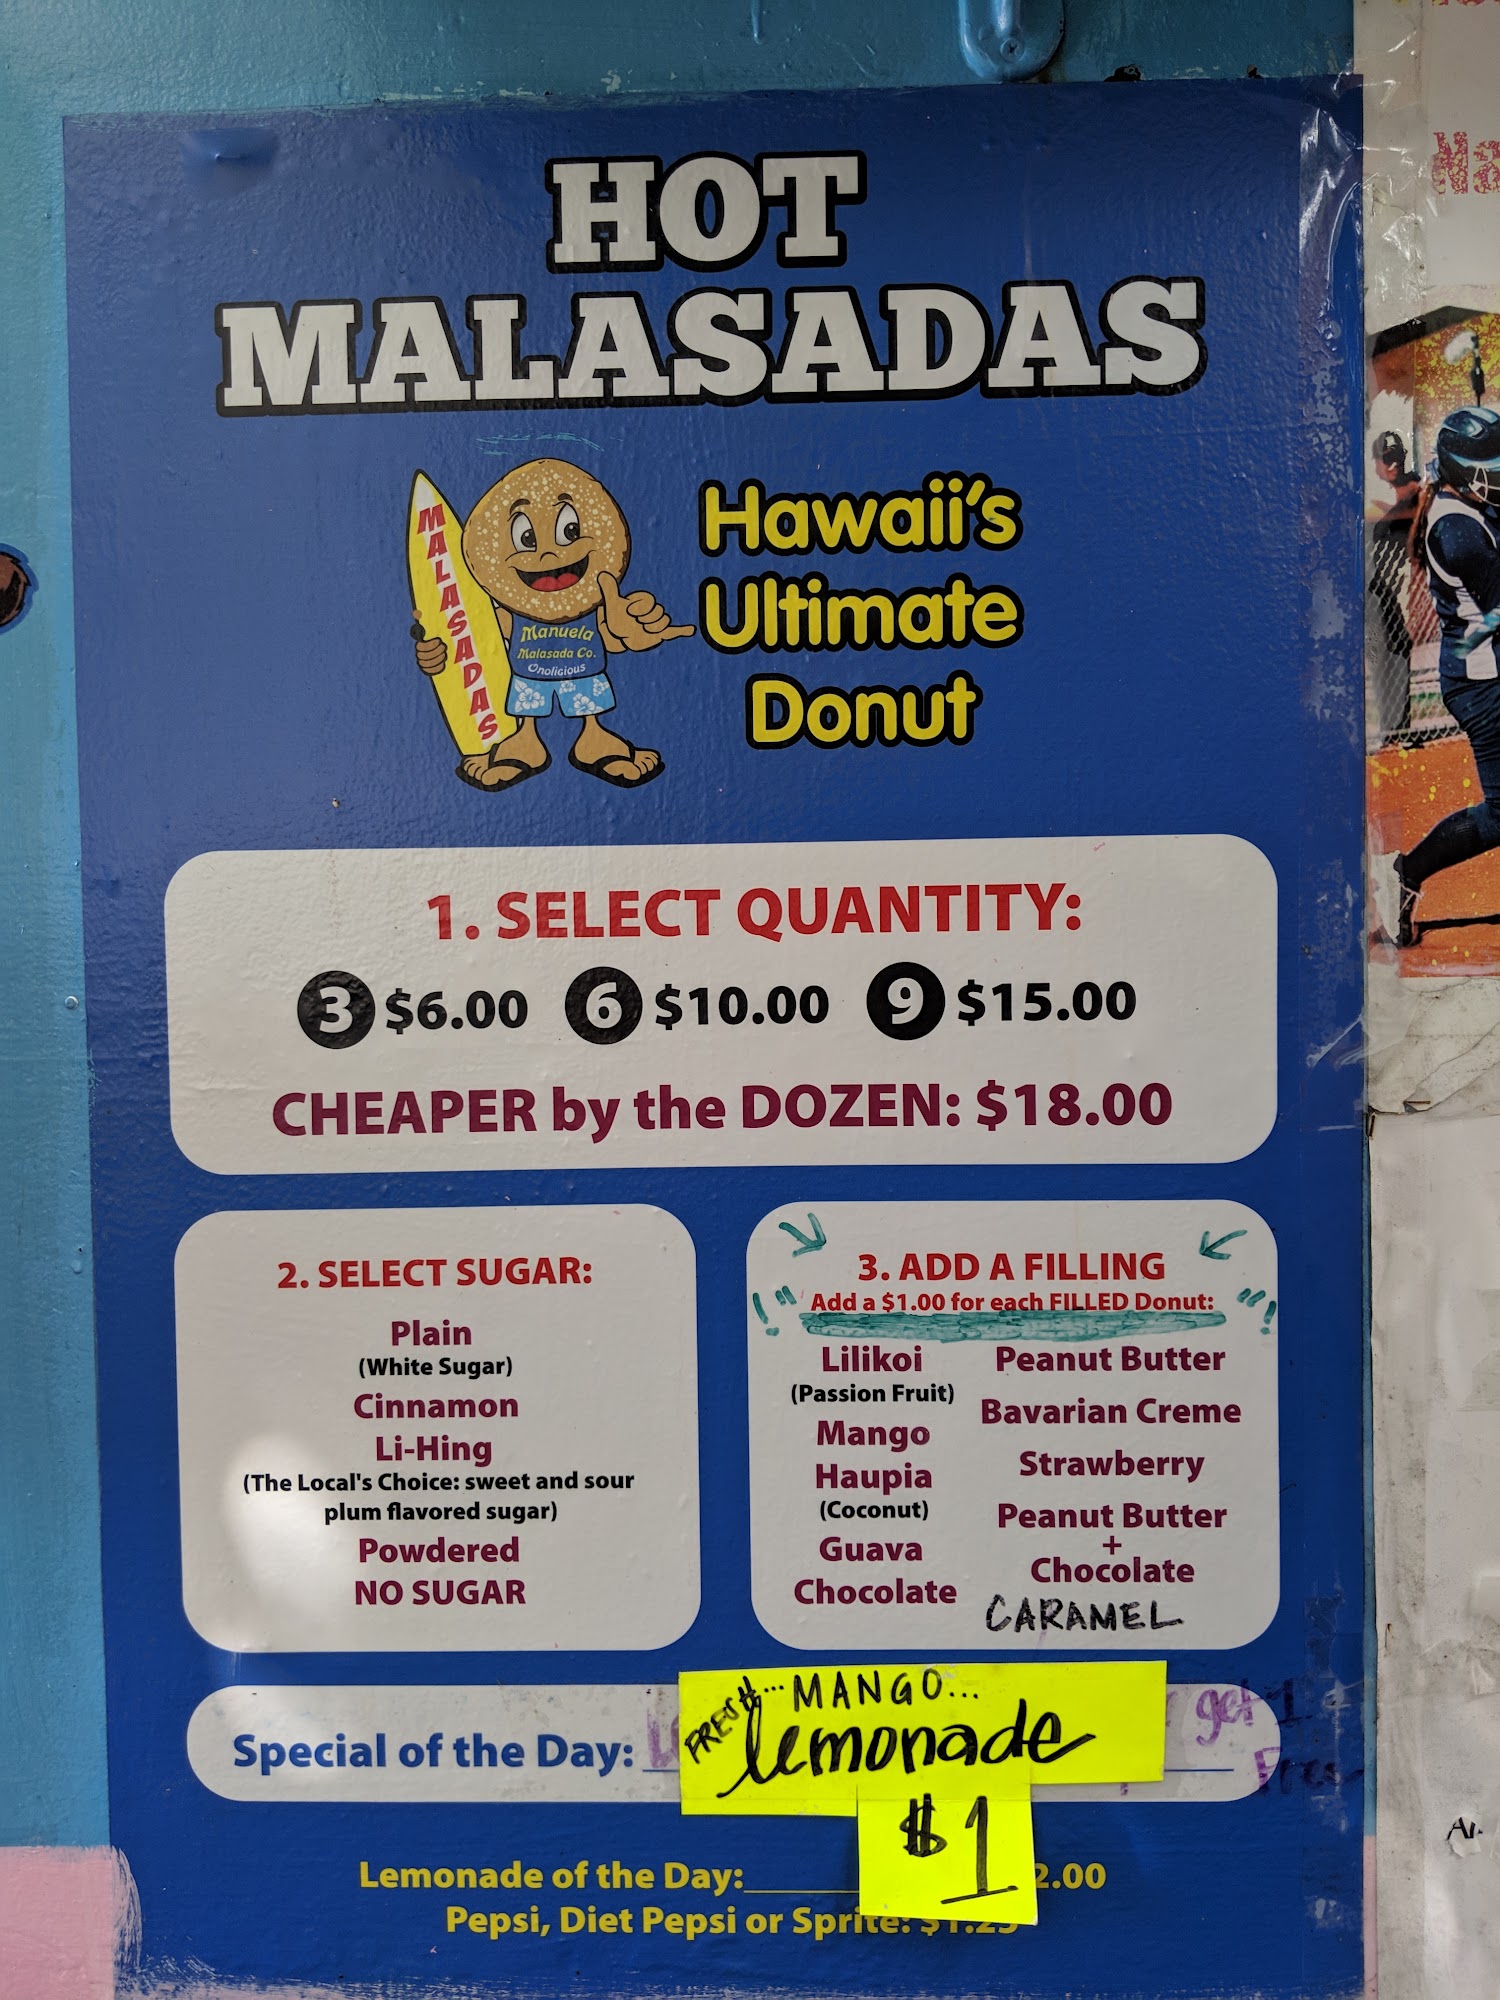 HOT
MALASADAS
MALASADAS
Manuela
Malasada Co.
Onolicious
Hawaii's
Ultimate
Donut
1. SELECT QUANTITY:
3 $6.00 6 $10.00 9 $15.00
CHEAPER by the DOZEN: $18.00
2. SELECT SUGAR:
Plain
(White Sugar)
Cinnamon
Li-Hing
(The Local's Choice: sweet and sour
plum flavored sugar)
Powdered
NO SUGAR
3. ADD A FILLING
Add a $1.00 for each FILLED Donut:
Lilikoi
(Passion Fruit)
Mango
Haupia
(Coconut)
Guava
Chocolate
Peanut Butter
Bavarian Creme
Strawberry
Peanut Butter
+
Chocolate
CARAMEL
Special of the Day:
get 1
FRESH... MANGO...
lemonade
$1
Lemonade of the Day: 2.00
Pepsi, Diet Pepsi or Sprite: $1.25